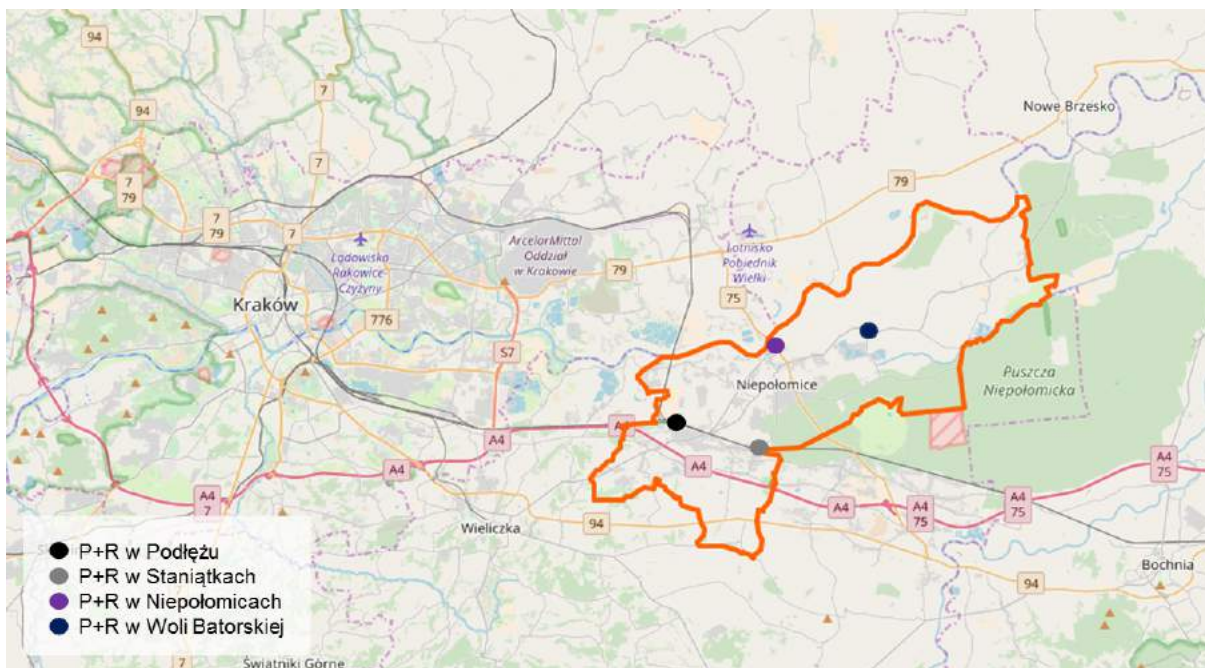 94
94
7
7
79
7
79
7
Kraków
Lądowisko
Rakowice-
Czyżyny
776
ArcelorMittal
Oddział
w Krakowie
79
S7
79
75
Lotnisko
Pobiednik
Wielki
Nowe Brzesko
Niepołomice
Puszcza
Niepołomicka
A4
A4
A4
7
A4
A4
A4
75
A4
75
A4
75
Wieliczka
94
94
Bochnia
7
Świątniki Górne
P+R w Podłężu
P+R w Staniątkach
P+R w Niepołomicach
P+R w Woli Batorskiej